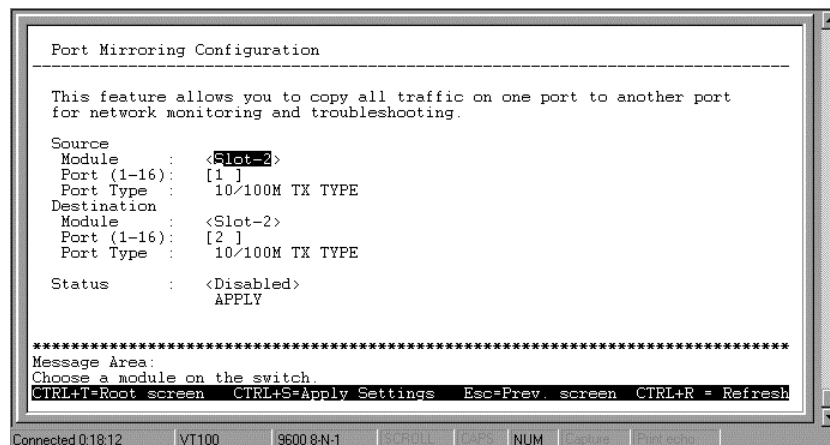 Port Mirroring Configuration
This feature allows you to copy all traffic on one port to another port
for network monitoring and troubleshooting.
Source
Module : <Slot-2>
Port (1-16): [1 ]
Port Type : 10/100M TX TYPE
Destination
Module : <Slot-2>
Port (1-16): [2 ]
Port Type : 10/100M TX TYPE
Status : <Disabled>
APPLY
*******************************************************************************
Message Area:
Choose a module on the switch.
CTRL+T=Root screen CTRL+S=Apply Settings Esc=Prev. screen CTRL+R = Refresh
Connected 0:18:12 VT100 9600 8-N-1 SCROLL CAPS NUM Capture Print echo